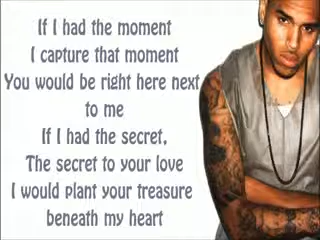 If I had the moment
I capture that moment
You would be right here next
to me
If I had the secret,
The secret to your love
I would plant your treasure
beneath my heart